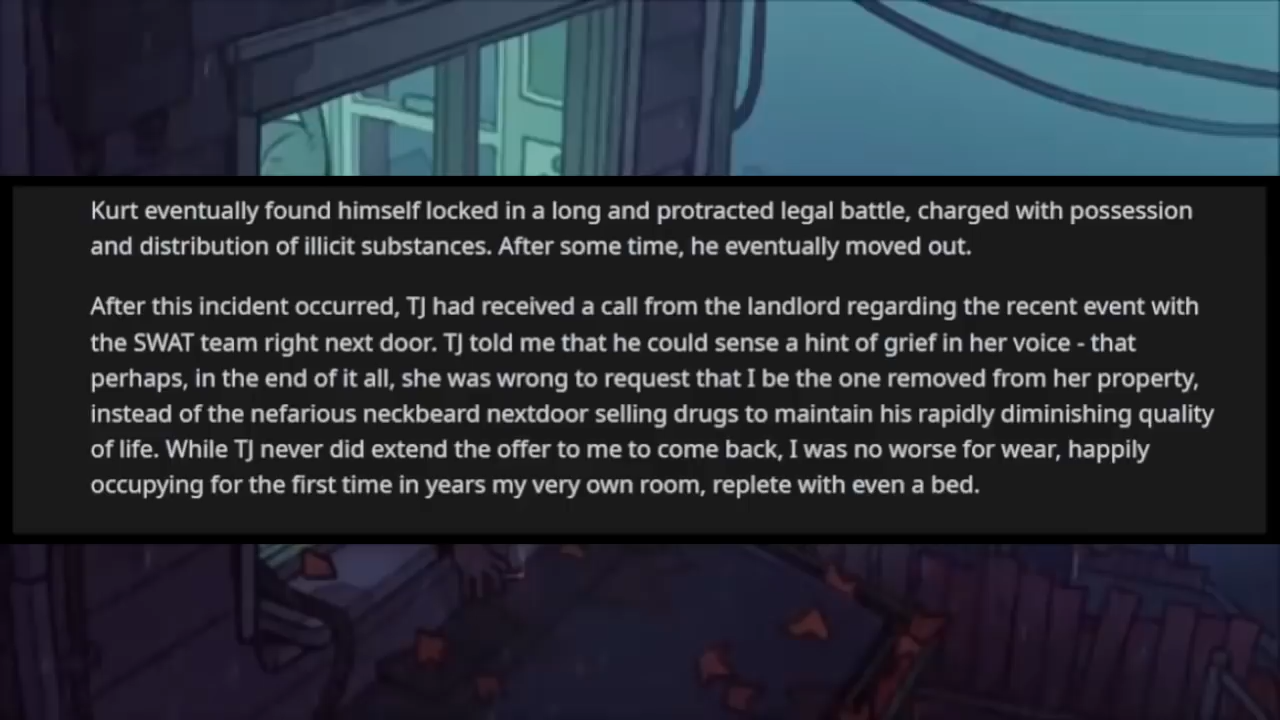 Kurt eventually found himself locked in a long and protracted legal battle, charged with possession
and distribution of illicit substances. After some time, he eventually moved out.
After this incident occurred, TJ had received a call from the landlord regarding the recent event with
the SWAT team right next door. TJ told me that he could sense a hint of grief in her voice - that
perhaps, in the end of it all, she was wrong to request that I be the one removed from her property,
instead of the nefarious neckbeard nextdoor selling drugs to maintain his rapidly diminishing quality
of life. While TJ never did extend the offer to me to come back, I was no worse for wear, happily
occupying for the first time in years my very own room, replete with even a bed.